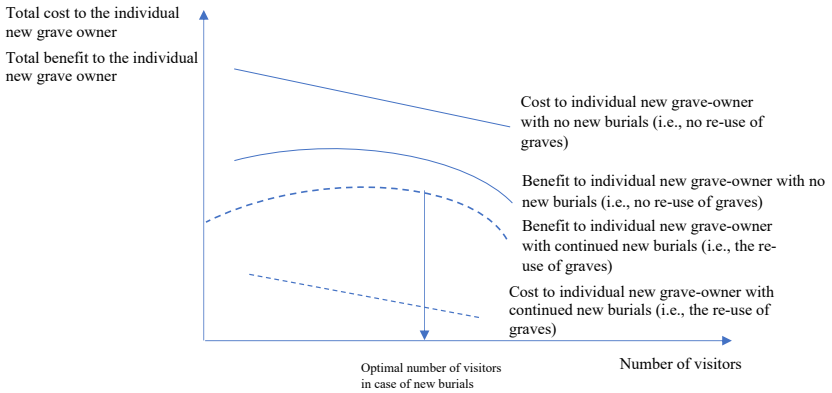 Total cost to the individual
new grave owner
Total benefit to the individual
new grave owner
Cost to individual new grave-owner
with no new burials (i.e., no re-use of
graves)
Benefit to individual new grave-owner with no
new burials (i.e., no re-use of graves)
Benefit to individual new grave-owner
with continued new burials (i.e., the re-
use of graves)
Cost to individual new grave-owner with
continued new burials (i.e., the re-use of
graves)
Number of visitors
Optimal number of visitors
in case of new burials